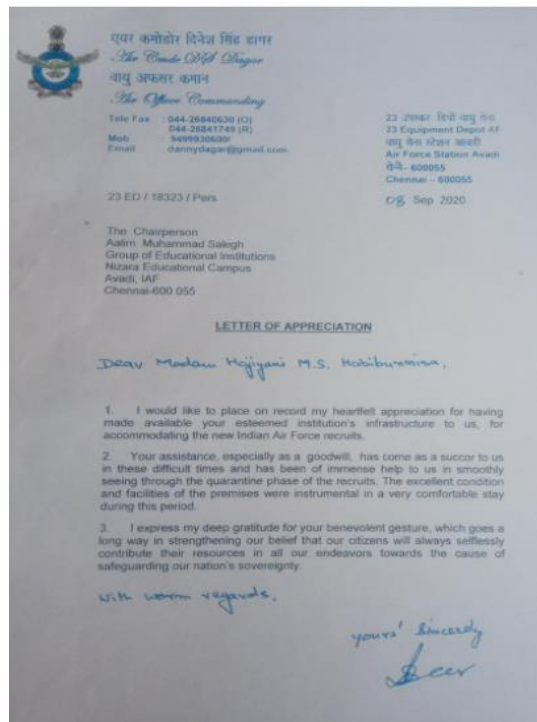 एयर कमोडोर दिनेश सिंह डागर
Air Cmde DS Dagar
वायु अफसर कमान
Air Officer Commanding
Tele Fax : 044-26840630 (O)
044-26841749 (R)
Mob :
Email : dannydagar@gmail.com
23 उपस्कर डिपो वायु सेना
23 Equipment Depot AF
वायु सेना स्टेशन आवडी
Air Force Station Avadi
600055
Chennai – 600055
23 ED / 18323 / Pers
08 Sep 2020
The Chairperson
Aalim Muhammad Salegh
Group of Educational Institutions
Nizara Educational Campus
Avadi, IAF
Chennai-600 055
LETTER OF APPRECIATION
Dear Madam Hajiyani M.S. Habibunnisa,
1. I would like to place on record my heartfelt appreciation for having
made available your esteemed institution's infrastructure to us, for
accommodating the new Indian Air Force recruits.
2. Your assistance, especially as a goodwill, has come as a succor to us
in these difficult times and has been of immense help to us in smoothly
seeing through the quarantine phase of the recruits. The excellent condition
and facilities of the premises were instrumental in a very comfortable stay
during this period.
3. I express my deep gratitude for your benevolent gesture, which goes a
long way in strengthening our belief that our citizens will always selflessly
contribute their resources in all our endeavors towards the cause of
safeguarding our nation's sovereignty.
With warm regards,
yours' Sincerely